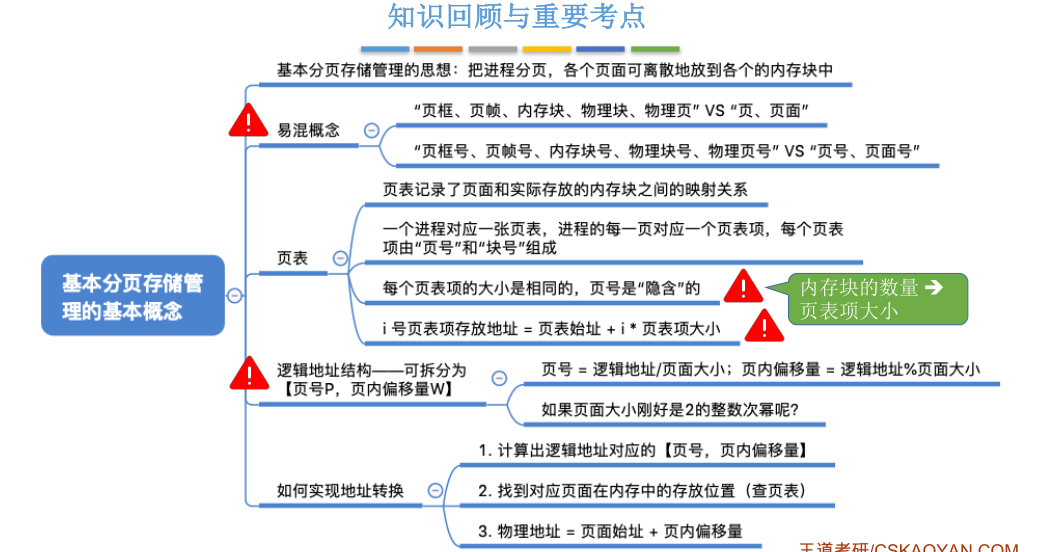 知识回顾与重要考点
基本分页存储管理的思想：把进程分页，各个页面可离散地放到各个的内存块中
易混概念
“页框、页帧、内存块、物理块、物理页” VS “页、页面”
“页框号、页帧号、内存块号、物理块号、物理页号” VS “页号、页面号”
页表记录了页面和实际存放的内存块之间的映射关系
一个进程对应一张页表，进程的每一页对应一个页表项，每个页表
项由“页号”和“块号”组成
页表
基本分页存储管
理的基本概念
每个页表项的大小是相同的，页号是“隐含”的
内存块的数量 ➔
页表项大小
i 号页表项存放地址 = 页表始址 + i * 页表项大小
逻辑地址结构——可拆分为
【页号P，页内偏移量W】
页号 = 逻辑地址/页面大小；页内偏移量 = 逻辑地址%页面大小
如果页面大小刚好是2的整数次幂呢?
如何实现地址转换
1. 计算出逻辑地址对应的【页号，页内偏移量】
2. 找到对应页面在内存中的存放位置（查页表）
3. 物理地址 = 页面始址 + 页内偏移量
王道考研/CSKAOYAN.COM